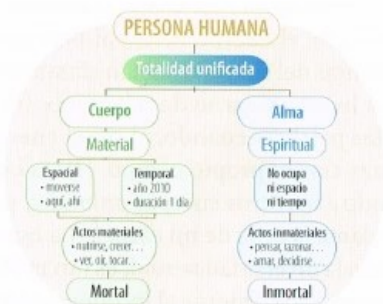 PERSONA HUMANA
Totalidad unificada
Cuerpo
Material
Espacial
• moverse
• aquí, ahí
Temporal
• año 2010
• duración 1 día
Actos materiales
• nutrirse, crecer...
• ver, oír, tocar...
Mortal
Alma
Espiritual
No ocupa
ni espacio
ni tiempo
Actos inmateriales
• pensar, razonar...
• amar, decidirse...
Inmortal